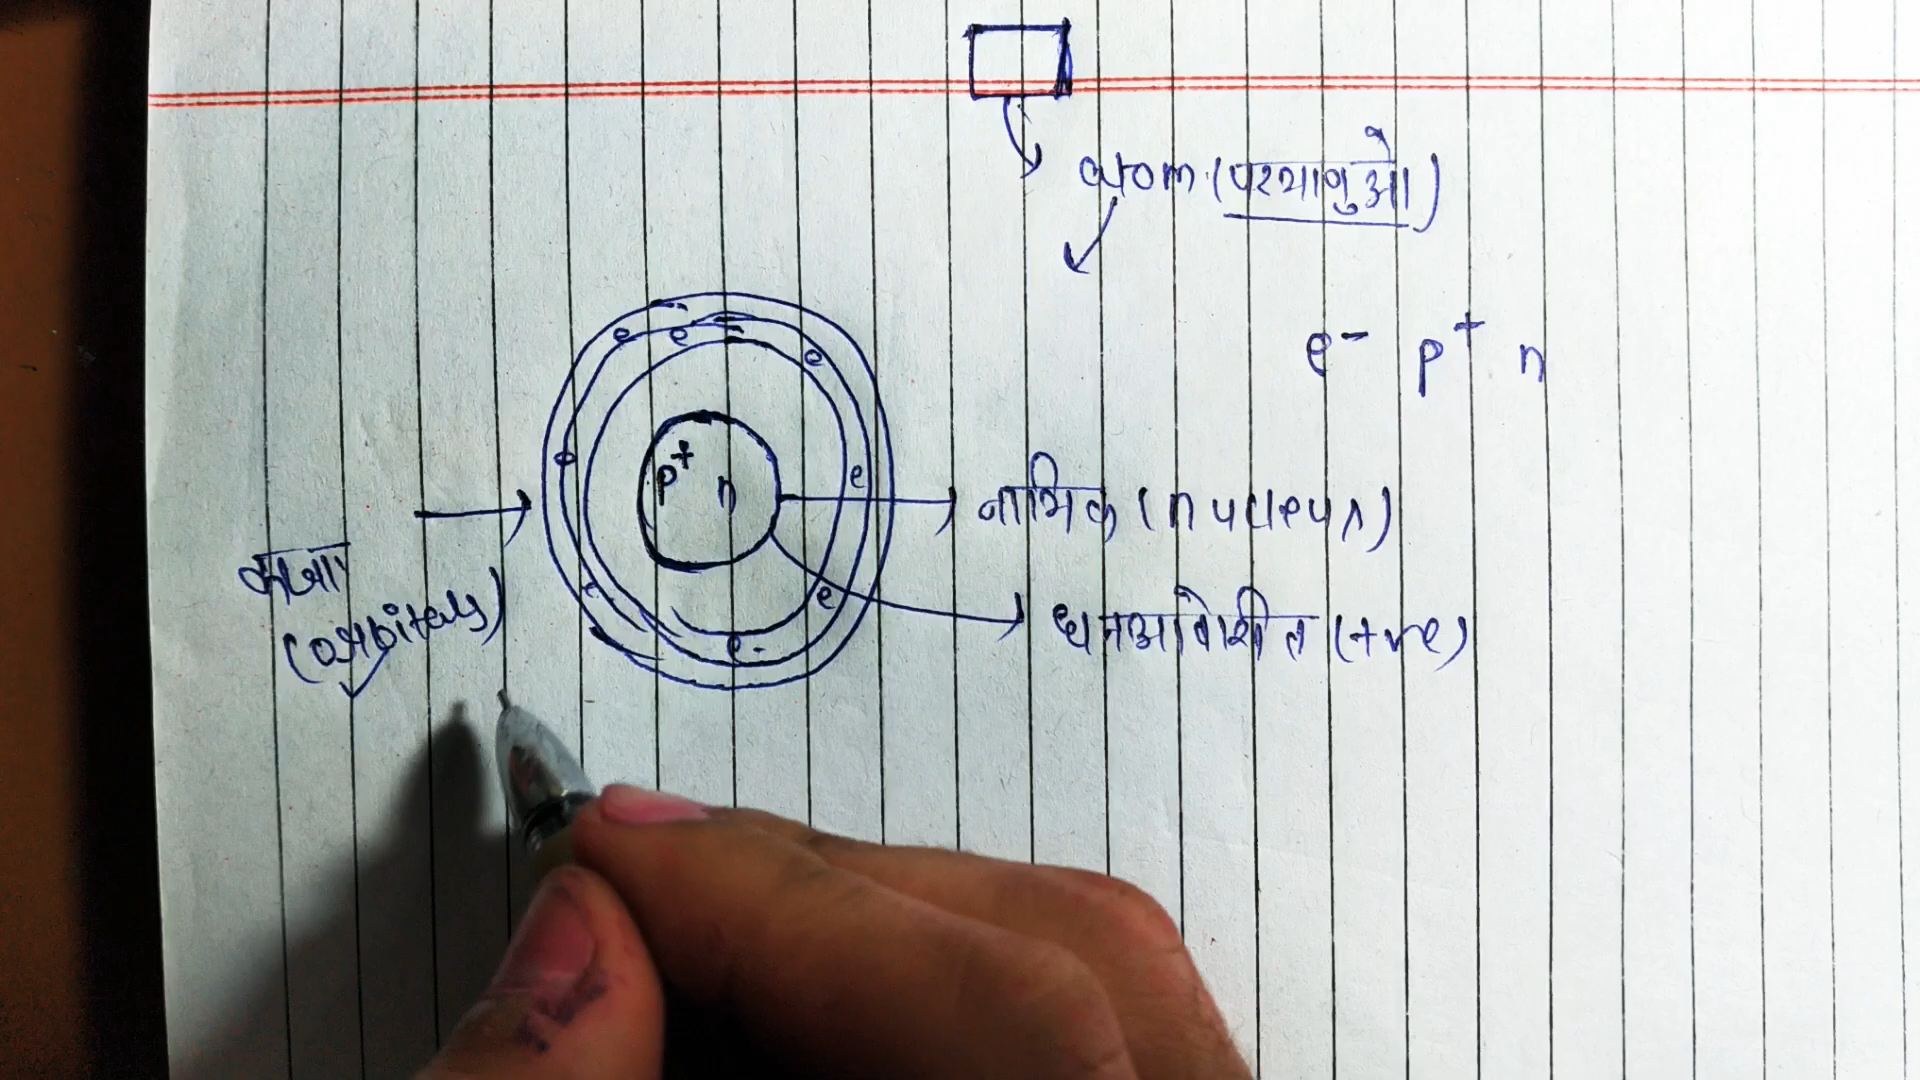 atom (परमाणुओं)
e⁻ p⁺ n
e e e
p⁺ n e
नाभिक (nucleus)
कक्षा
(orbitals)
e e
धनआवेशीत (+ve)
e-